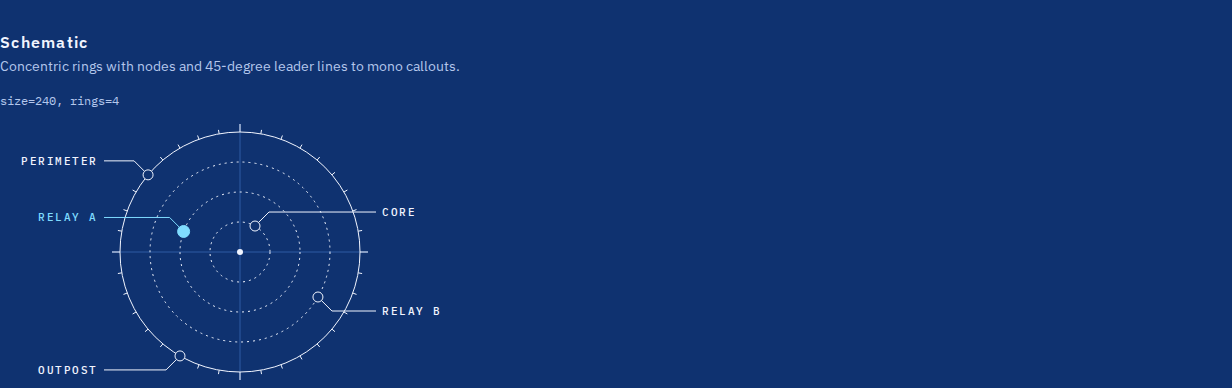 Schematic
Concentric rings with nodes and 45-degree leader lines to mono callouts.
size=240, rings=4
PERIMETER
CORE
RELAY A
RELAY B
OUTPOST